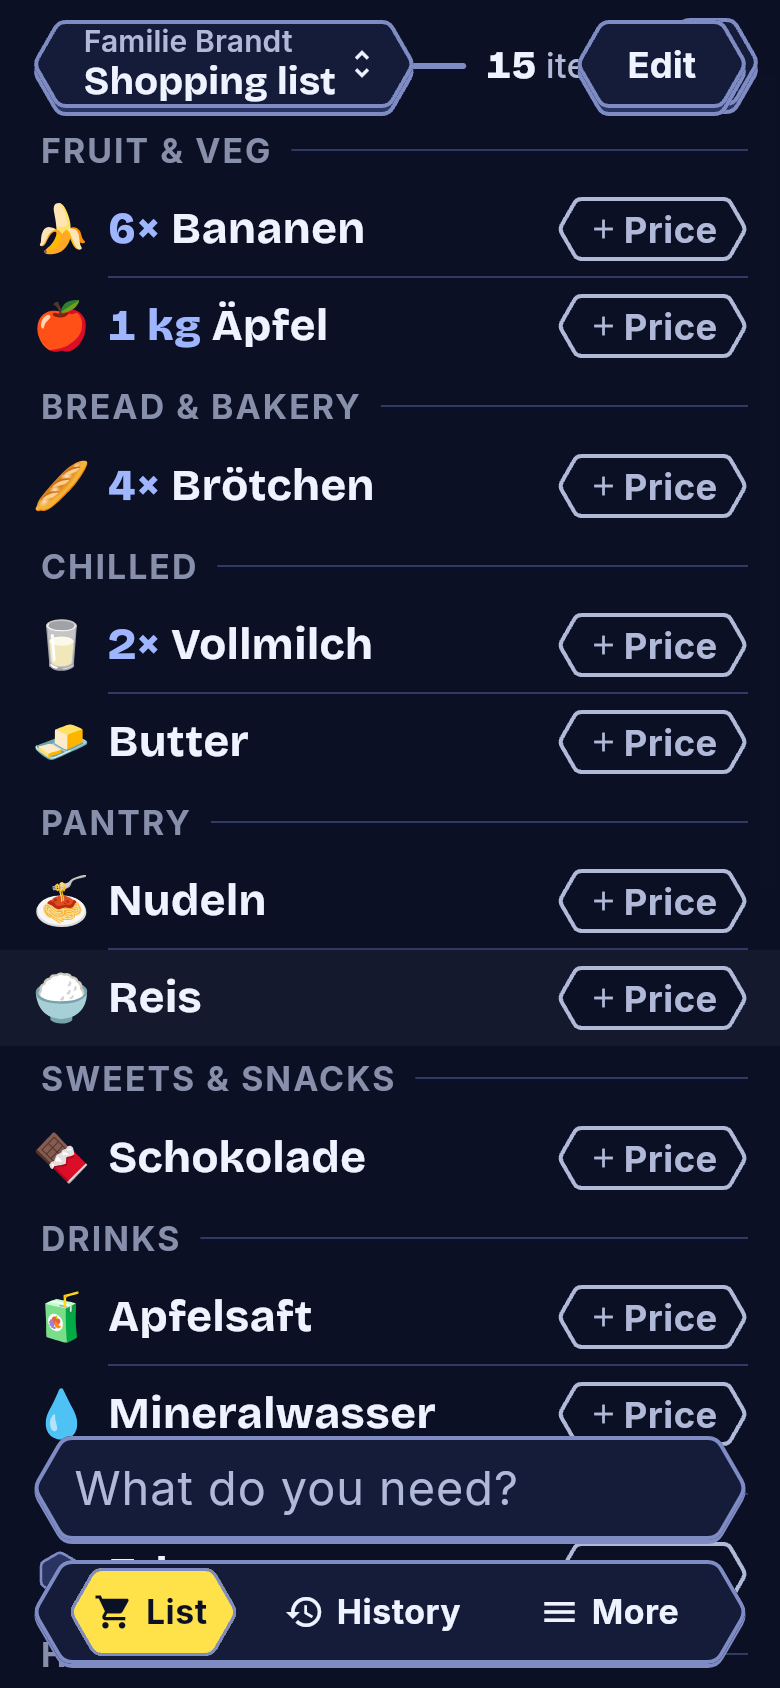 Familie Brandt
Shopping list
15 ite
Edit
FRUIT & VEG
6× Bananen
+ Price
1 kg Äpfel
+ Price
BREAD & BAKERY
4× Brötchen
+ Price
CHILLED
2× Vollmilch
+ Price
Butter
+ Price
PANTRY
Nudeln
+ Price
Reis
+ Price
SWEETS & SNACKS
Schokolade
+ Price
DRINKS
Apfelsaft
+ Price
Mineralwasser
+ Price
What do you need?
List
History
More